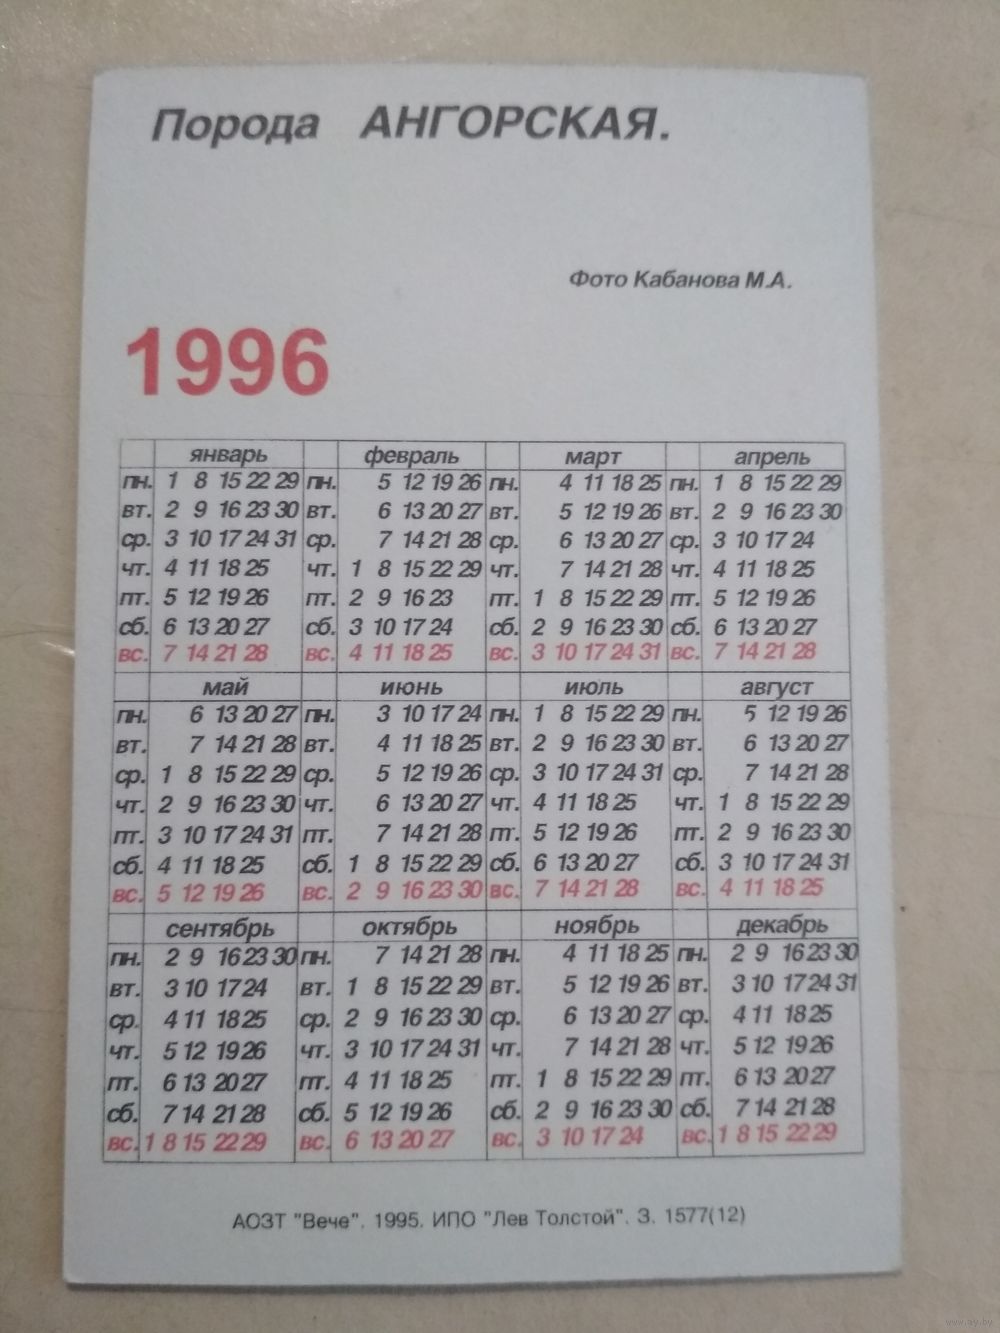 Порода АНГОРСКАЯ.
Фото Кабанова М.А.
1996
январь февраль март апрель
пн. 1 8 15 22 29 пн. 5 12 19 26 пн. 4 11 18 25 пн. 1 8 15 22 29
вт. 2 9 16 23 30 вт. 6 13 20 27 вт. 5 12 19 26 вт. 2 9 16 23 30
ср. 3 10 17 24 31 ср. 7 14 21 28 ср. 6 13 20 27 ср. 3 10 17 24
чт. 4 11 18 25 чт. 1 8 15 22 29 чт. 7 14 21 28 чт. 4 11 18 25
пт. 5 12 19 26 пт. 2 9 16 23 пт. 1 8 15 22 29 пт. 5 12 19 26
сб. 6 13 20 27 сб. 3 10 17 24 сб. 2 9 16 23 30 сб. 6 13 20 27
вс. 7 14 21 28 вс. 4 11 18 25 вс. 3 10 17 24 31 вс. 7 14 21 28
май июнь июль август
пн. 6 13 20 27 пн. 3 10 17 24 пн. 1 8 15 22 29 пн. 5 12 19 26
вт. 7 14 21 28 вт. 4 11 18 25 вт. 2 9 16 23 30 вт. 6 13 20 27
ср. 1 8 15 22 29 ср. 5 12 19 26 ср. 3 10 17 24 31 ср. 7 14 21 28
чт. 2 9 16 23 30 чт. 6 13 20 27 чт. 4 11 18 25 чт. 1 8 15 22 29
пт. 3 10 17 24 31 пт. 7 14 21 28 пт. 5 12 19 26 пт. 2 9 16 23 30
сб. 4 11 18 25 сб. 1 8 15 22 29 сб. 6 13 20 27 сб. 3 10 17 24 31
вс. 5 12 19 26 вс. 2 9 16 23 30 вс. 7 14 21 28 вс. 4 11 18 25
сентябрь октябрь ноябрь декабрь
пн. 2 9 16 23 30 пн. 7 14 21 28 пн. 4 11 18 25 пн. 2 9 16 23 30
вт. 3 10 17 24 вт. 1 8 15 22 29 вт. 5 12 19 26 вт. 3 10 17 24 31
ср. 4 11 18 25 ср. 2 9 16 23 30 ср. 6 13 20 27 ср. 4 11 18 25
чт. 5 12 19 26 чт. 3 10 17 24 31 чт. 7 14 21 28 чт. 5 12 19 26
пт. 6 13 20 27 пт. 4 11 18 25 пт. 1 8 15 22 29 пт. 6 13 20 27
сб. 7 14 21 28 сб. 5 12 19 26 сб. 2 9 16 23 30 сб. 7 14 21 28
вс. 1 8 15 22 29 вс. 6 13 20 27 вс. 3 10 17 24 вс. 1 8 15 22 29
АОЗТ "Вече". 1995. ИПО "Лев Толстой". З. 1577(12)
www.ay.by